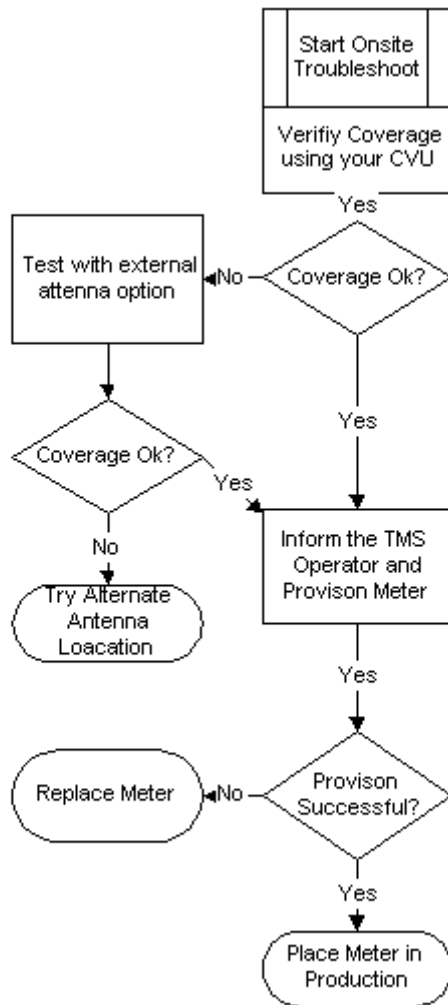 Start Onsite
Troubleshoot
Verifiy Coverage
using your CVU
Yes
Coverage Ok?
No
Test with external
attenna option
Yes
Coverage Ok?
Yes
No
Try Alternate
Antenna
Loacation
Inform the TMS
Operator and
Provison Meter
Yes
Provison
Successful?
No
Replace Meter
Yes
Place Meter in
Production